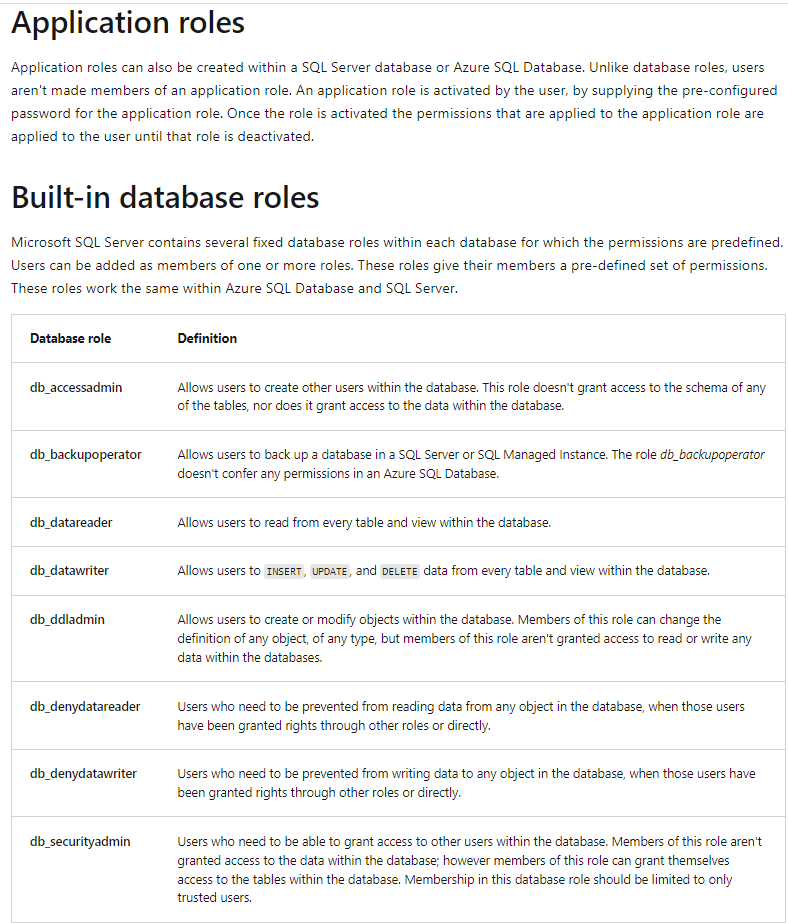 Application roles
Application roles can also be created within a SQL Server database or Azure SQL Database. Unlike database roles, users
aren't made members of an application role. An application role is activated by the user, by supplying the pre-configured
password for the application role. Once the role is activated the permissions that are applied to the application role are
applied to the user until that role is deactivated.
Built-in database roles
Microsoft SQL Server contains several fixed database roles within each database for which the permissions are predefined.
Users can be added as members of one or more roles. These roles give their members a pre-defined set of permissions.
These roles work the same within Azure SQL Database and SQL Server.
Database role Definition
db_accessadmin Allows users to create other users within the database. This role doesn't grant access to the schema of any
of the tables, nor does it grant access to the data within the database.
db_backupoperator Allows users to back up a database in a SQL Server or SQL Managed Instance. The role db_backupoperator
doesn't confer any permissions in an Azure SQL Database.
db_datareader Allows users to read from every table and view within the database.
db_datawriter Allows users to INSERT, UPDATE, and DELETE data from every table and view within the database.
db_ddladmin Allows users to create or modify objects within the database. Members of this role can change the
definition of any object, of any type, but members of this role aren't granted access to read or write any
data within the databases.
db_denydatareader Users who need to be prevented from reading data from any object in the database, when those users
have been granted rights through other roles or directly.
db_denydatawriter Users who need to be prevented from writing data to any object in the database, when those users have
been granted rights through other roles or directly.
db_securityadmin Users who need to be able to grant access to other users within the database. Members of this role aren't
granted access to the data within the database; however members of this role can grant themselves
access to the tables within the database. Membership in this database role should be limited to only
trusted users.